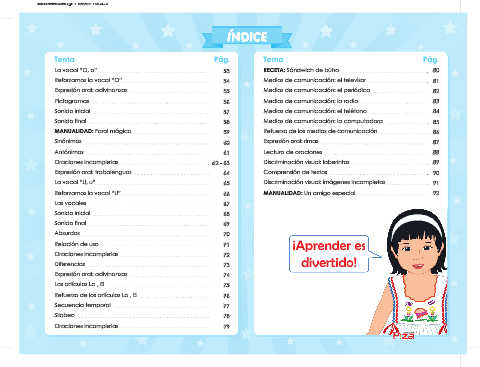 ÍNDICE
Tema Pág.
La vocal "O, o" 53
Reforzamos la vocal "O" 54
Expresión oral: adivinanzas 55
Pictogramas 56
Sonido inicial 57
Sonido final 58
MANUALIDAD: Farol mágico 59
Sinónimos 60
Antónimos 61
Oraciones incompletas 62 - 63
Expresión oral: trabalenguas 64
La vocal "U, u" 65
Reforzamos la vocal "U" 66
Las vocales 67
Sonido inicial 68
Sonido final 69
Absurdos 70
Relación de uso 71
Oraciones incompletas 72
Diferencias 73
Expresión oral: adivinanzas 74
Los artículos La , El 75
Refuerzo de los artículos La , El 76
Secuencia temporal 77
Sílabas 78
Oraciones incompletas 79
Tema Pág.
RECETA: Sándwich de búho 80
Medios de comunicación: el televisor 81
Medios de comunicación: el periódico 82
Medios de comunicación: la radio 83
Medios de comunicación: el teléfono 84
Medios de comunicación: la computadora 85
Refuerzo de los medios de comunicación 86
Expresión oral: rimas 87
Lectura de oraciones 88
Discriminación visual: laberintos 89
Comprensión de textos 90
Discriminación visual: imágenes incompletas 91
MANUALIDAD: Un amigo especial 92
¡Aprender es
divertido!